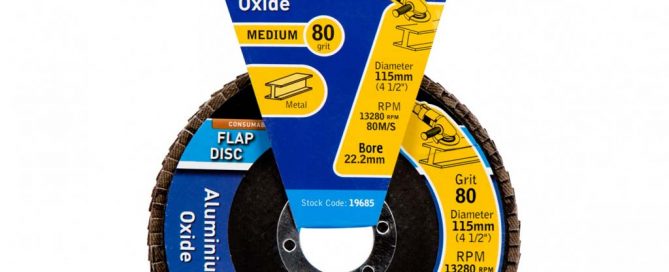 Oxide
MEDIUM 80
grit
Metal
Diameter
115mm
(4 1/2")
RPM
13280 RPM
80M/S
Bore
22.2mm
Stock Code: 19685
FLAP
DISC
Oxide
Grit
80
Diameter
115mm
(4 1/2")
RPM
13280 RPM